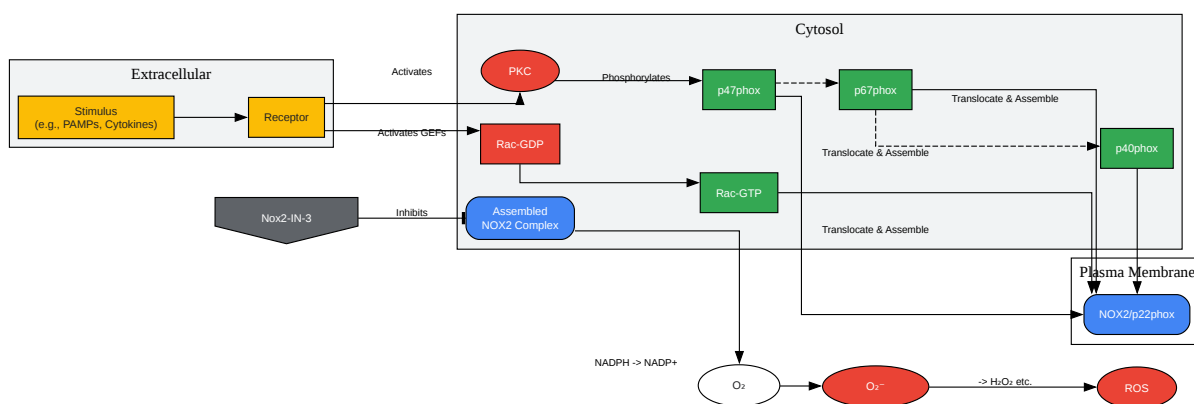 Cytosol
Extracellular
Activates
PKC
Phosphorylates
p47phox
p67phox
Translocate & Assemble
Stimulus
(e.g., PAMPs, Cytokines)
Receptor
Activates GEFs
Rac-GDP
Translocate & Assemble
p40phox
Rac-GTP
Nox2-IN-3
Inhibits
Assembled
NOX2 Complex
Translocate & Assemble
Plasma Membrane
NOX2/p22phox
NADPH -> NADP+
O₂
O₂⁻
-> H₂O₂ etc.
ROS